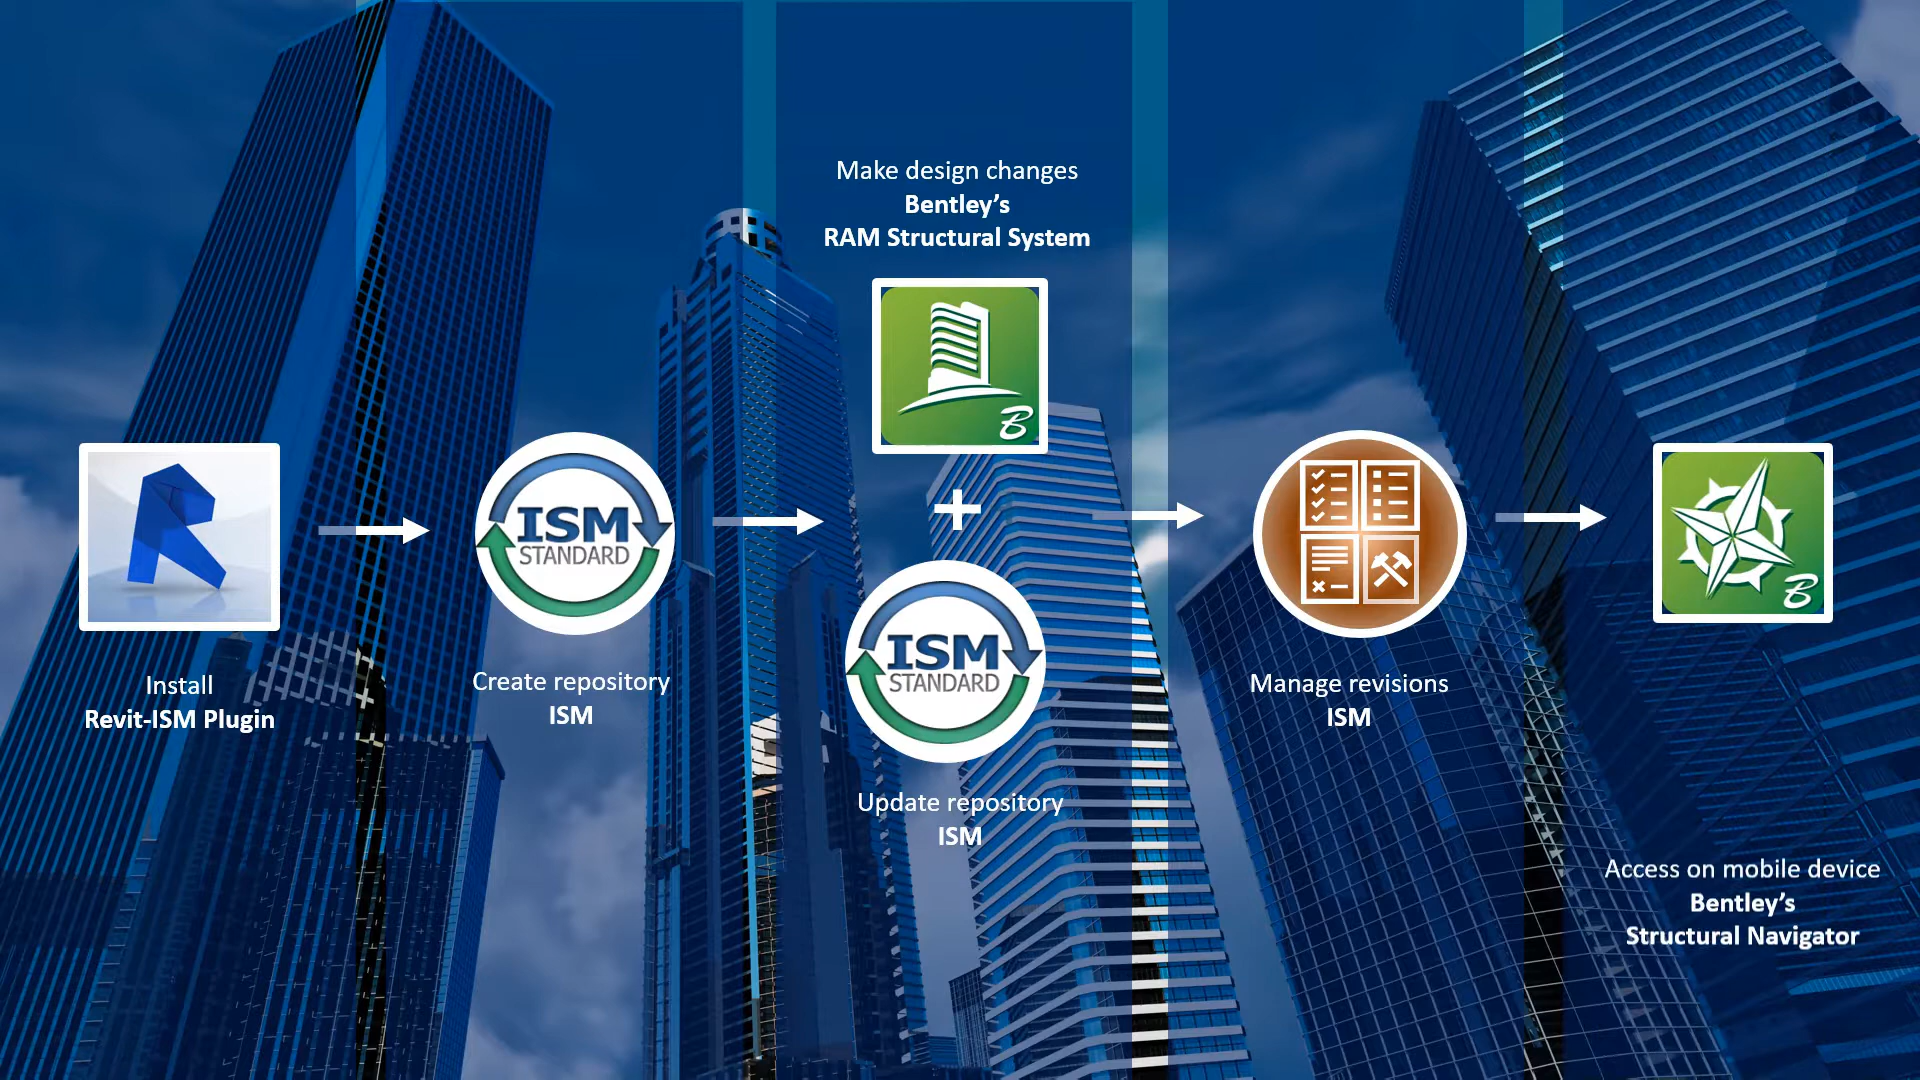 Make design changes
Bentley’s
RAM Structural System
B
ISM
STANDARD
B
ISM
STANDARD
Install
Revit-ISM Plugin
Create repository
ISM
Manage revisions
ISM
Update repository
ISM
Access on mobile device
Bentley’s
Structural Navigator